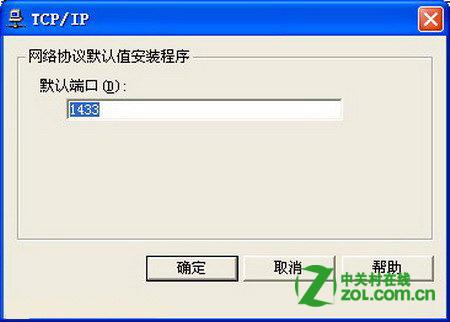 TCP/IP
网络协议默认值安装程序
默认端口(D):
1433
确定 取消 帮助
中关村在线
ZOL.com.cn